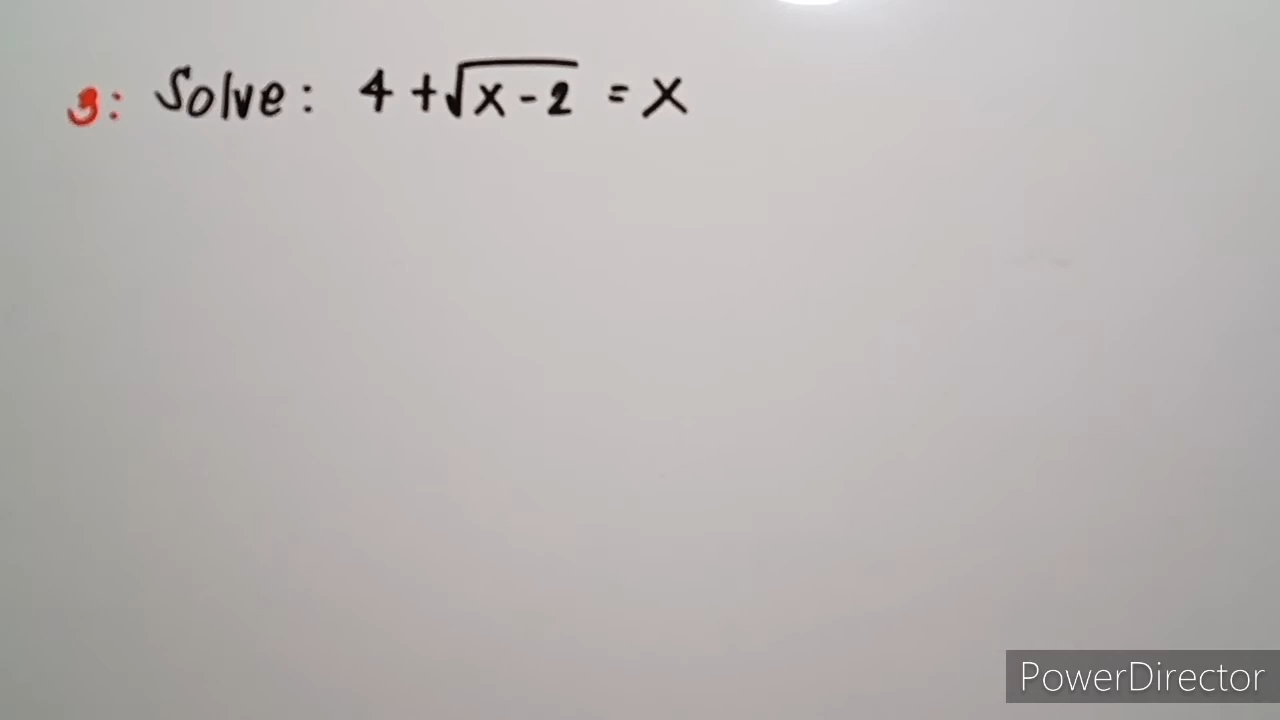 3: Solve: 4 + √x - 2 = x
PowerDirector